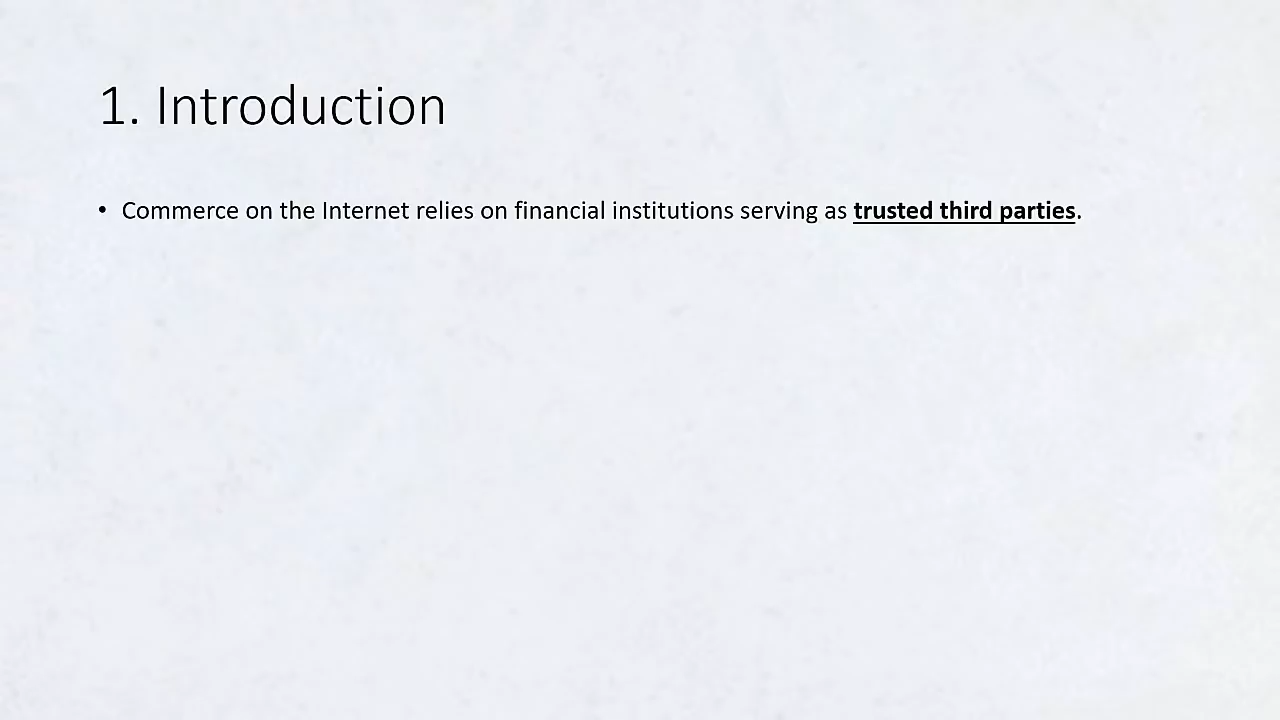 1. Introduction
• Commerce on the Internet relies on financial institutions serving as trusted third parties.